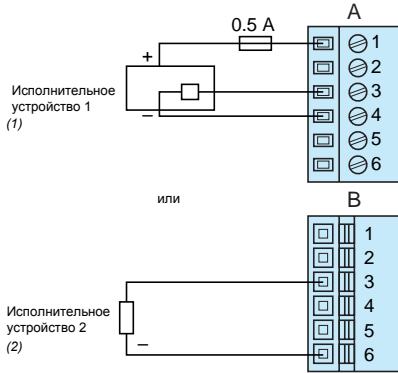 A
0.5 A
1
+
2
Исполнительное
устройство 1
(1)
3
–
4
5
6
или
B
1
2
3
4
Исполнительное
устройство 2
(2)
5
–
6